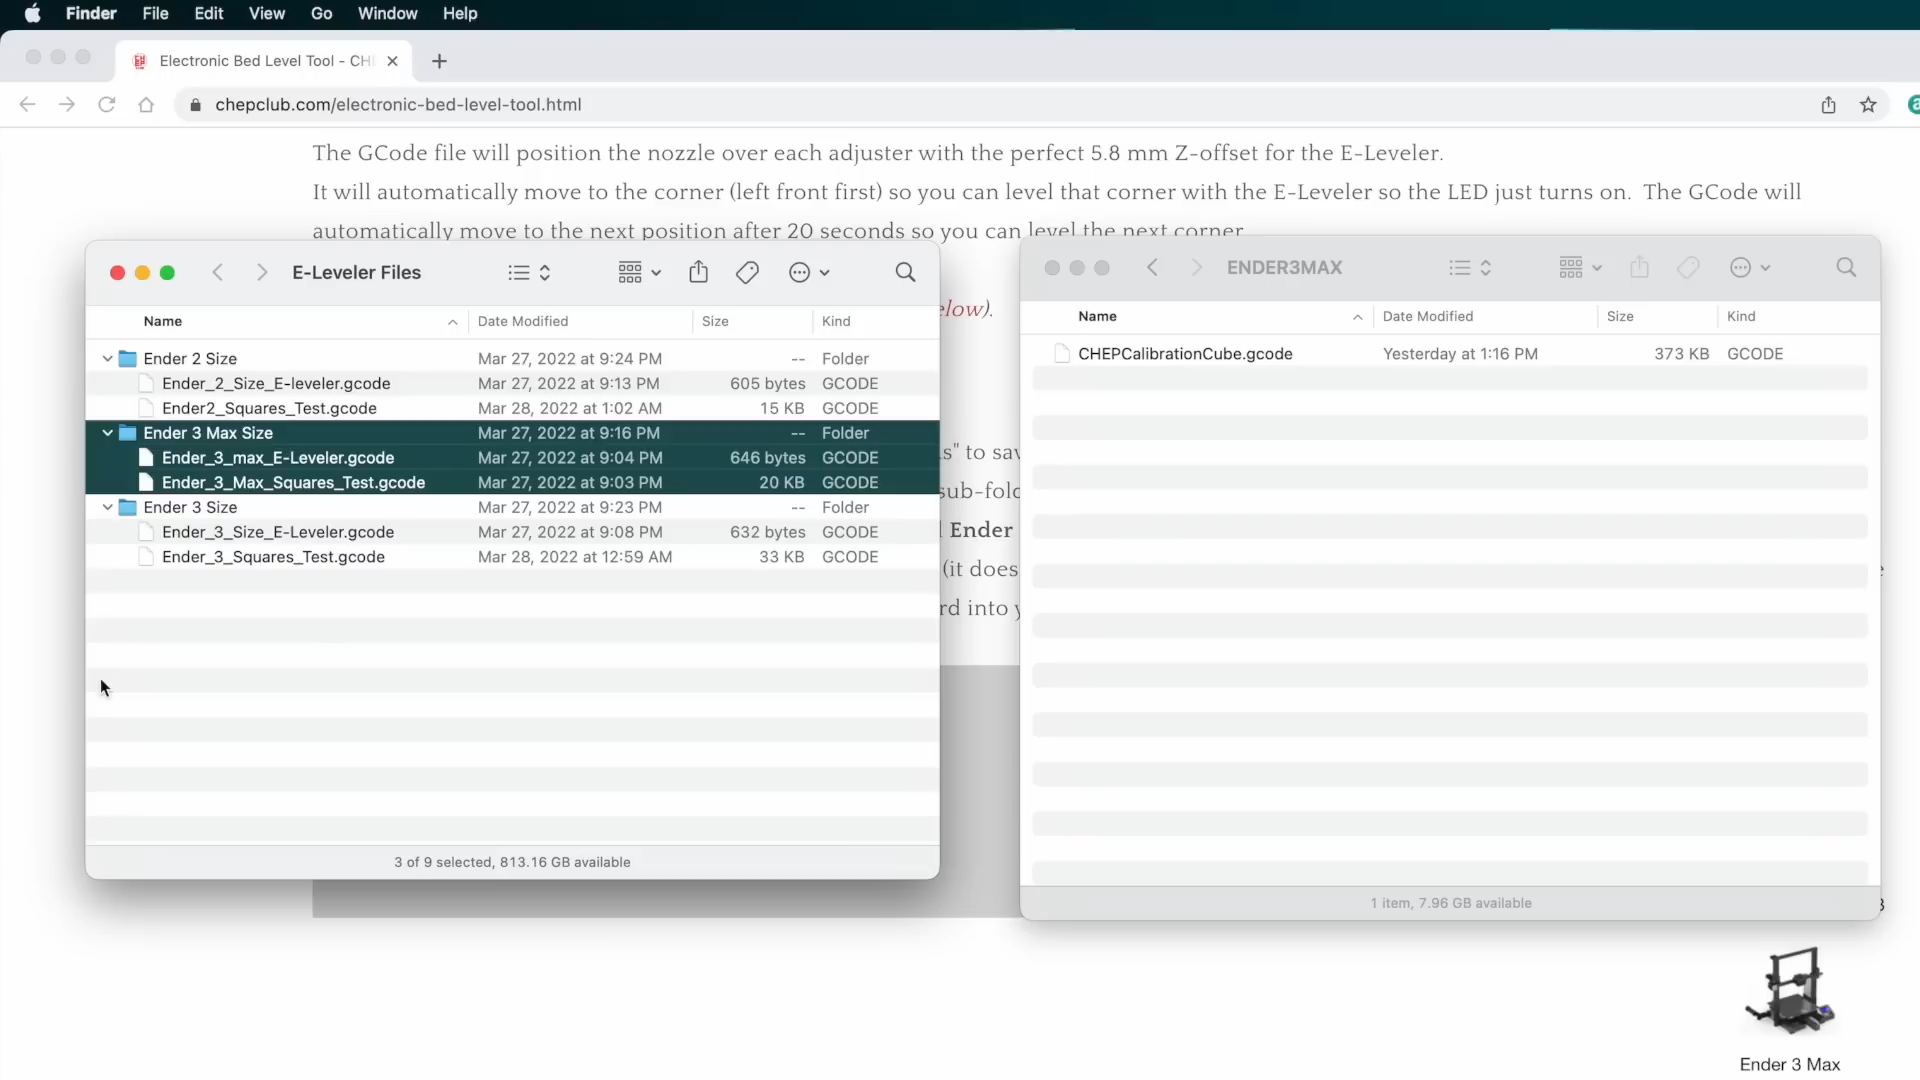 Finder File Edit View Go Window Help
Electronic Bed Level Tool - CH
chepclub.com/electronic-bed-level-tool.html
The GCode file will position the nozzle over each adjuster with the perfect 5.8 mm Z-offset for the E-Leveler.
It will automatically move to the corner (left front first) so you can level that corner with the E-Leveler so the LED just turns on. The GCode will
automatically move to the next position after 20 seconds so you can level the next corner
elow).
s" to sav
sub-fold
Ender
(it does
rd into y
E-Leveler Files
Name Date Modified Size Kind
Ender 2 Size Mar 27, 2022 at 9:24 PM -- Folder
Ender_2_Size_E-leveler.gcode Mar 27, 2022 at 9:13 PM 605 bytes GCODE
Ender2_Squares_Test.gcode Mar 28, 2022 at 1:02 AM 15 KB GCODE
Ender 3 Max Size Mar 27, 2022 at 9:16 PM -- Folder
Ender_3_max_E-Leveler.gcode Mar 27, 2022 at 9:04 PM 646 bytes GCODE
Ender_3_Max_Squares_Test.gcode Mar 27, 2022 at 9:03 PM 20 KB GCODE
Ender 3 Size Mar 27, 2022 at 9:23 PM -- Folder
Ender_3_Size_E-Leveler.gcode Mar 27, 2022 at 9:08 PM 632 bytes GCODE
Ender_3_Squares_Test.gcode Mar 28, 2022 at 12:59 AM 33 KB GCODE
3 of 9 selected, 813.16 GB available
ENDER3MAX
Name Date Modified Size Kind
CHEPCalibrationCube.gcode Yesterday at 1:16 PM 373 KB GCODE
1 item, 7.96 GB available
Ender 3 Max